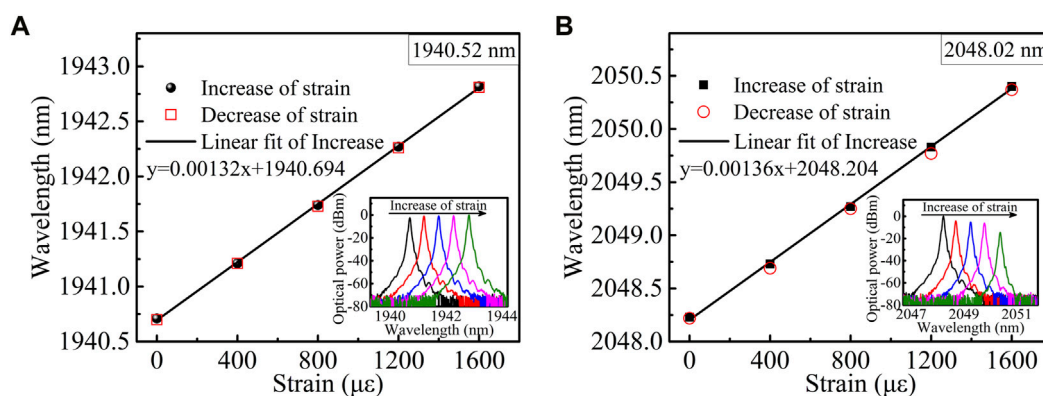 A
1940.52 nm
Wavelength (nm)
1943.0
1942.5
1942.0
1941.5
1941.0
1940.5
Increase of strain
Decrease of strain
Linear fit of Increase
y=0.00132x+1940.694
Increase of strain
Optical power (dBm)
0
-20
-40
-60
-80
1940 1942 1944
Wavelength (nm)
0 400 800 1200 1600
Strain (με)
B
2048.02 nm
Wavelength (nm)
2050.5
2050.0
2049.5
2049.0
2048.5
2048.0
Increase of strain
Decrease of strain
Linear fit of Increase
y=0.00136x+2048.204
Increase of strain
Optical power (dBm)
0
-20
-40
-60
-80
2047 2049 2051
Wavelength (nm)
0 400 800 1200 1600
Strain (με)